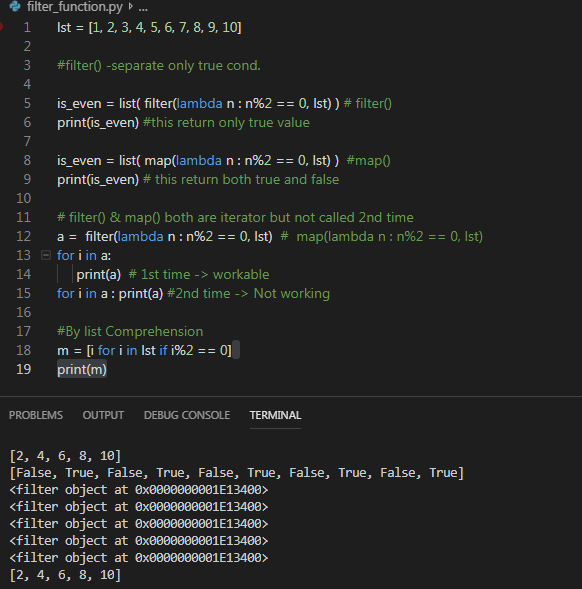 filter_function.py > ...
1 lst = [1, 2, 3, 4, 5, 6, 7, 8, 9, 10]
2
3 #filter() -separate only true cond.
4
5 is_even = list( filter(lambda n : n%2 == 0, lst) ) # filter()
6 print(is_even) #this return only true value
7
8 is_even = list( map(lambda n : n%2 == 0, lst) )  #map()
9 print(is_even) # this return both true and false
10
11 # filter() & map() both are iterator but not called 2nd time
12 a =  filter(lambda n : n%2 == 0, lst)  #  map(lambda n : n%2 == 0, lst)
13 for i in a:
14     print(a)  # 1st time -> workable
15 for i in a : print(a) #2nd time -> Not working
16
17 #By list Comprehension
18 m = [i for i in lst if i%2 == 0]
19 print(m)
PROBLEMS OUTPUT DEBUG CONSOLE TERMINAL
[2, 4, 6, 8, 10]
[False, True, False, True, False, True, False, True, False, True]
<filter object at 0x0000000001E13400>
<filter object at 0x0000000001E13400>
<filter object at 0x0000000001E13400>
<filter object at 0x0000000001E13400>
<filter object at 0x0000000001E13400>
[2, 4, 6, 8, 10]